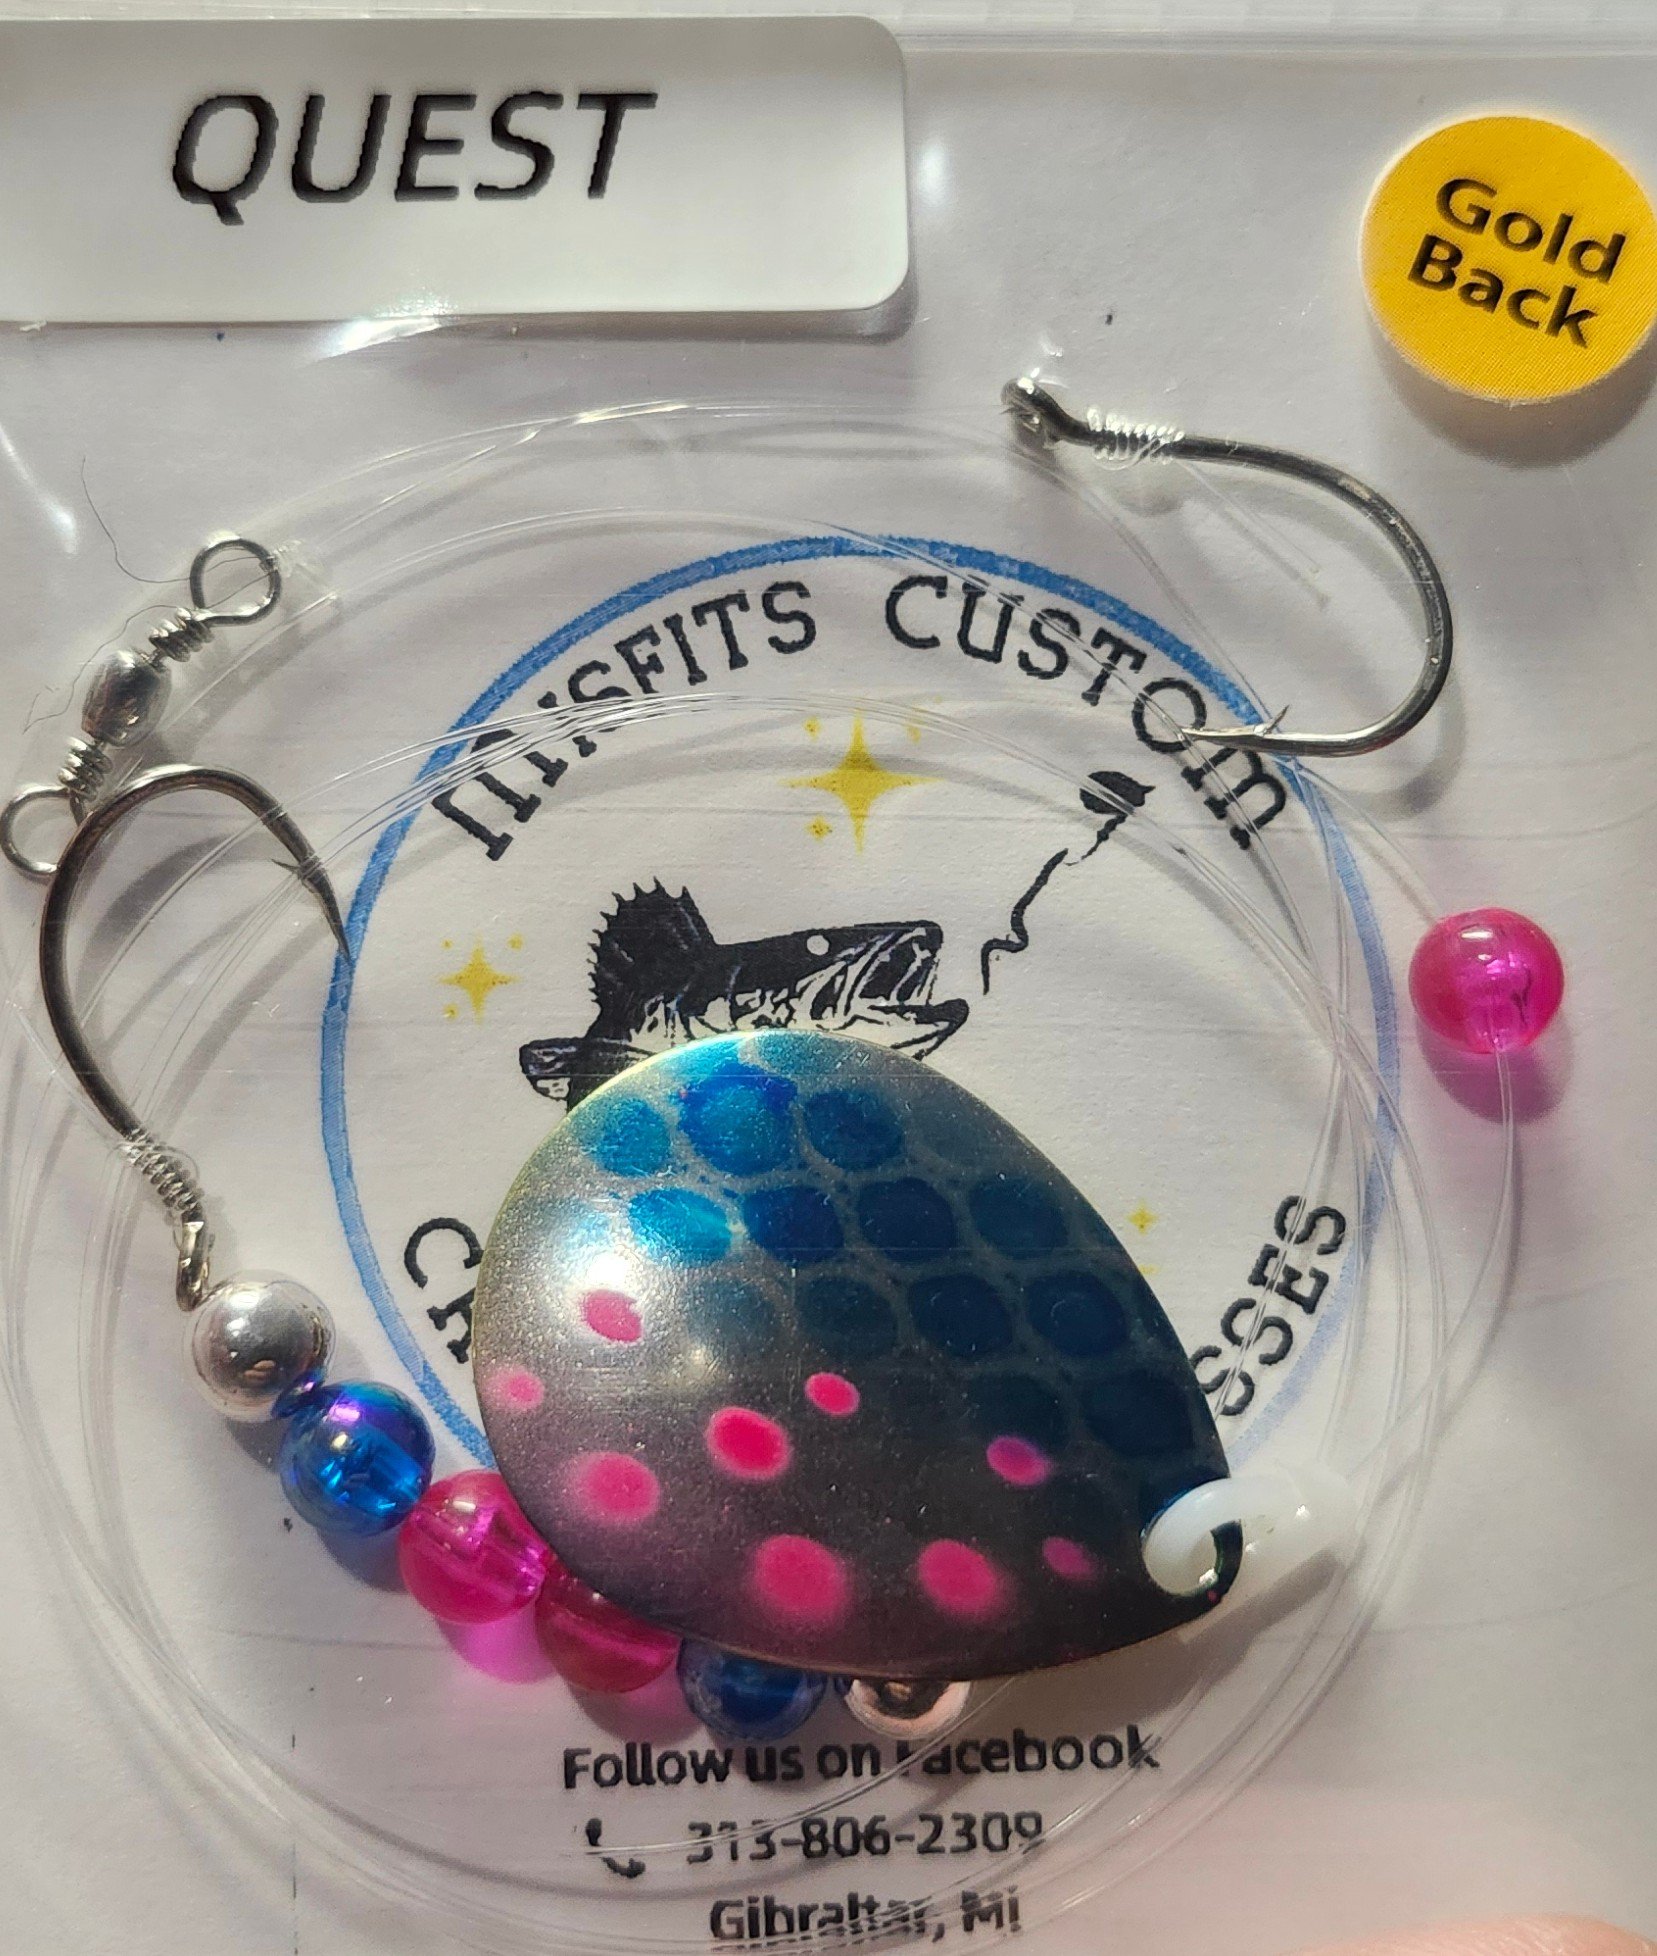 QUEST
Gold
Back
MISFITS CUSTOM
Follow us on Facebook
313-806-2309
Gibraltar, Mi